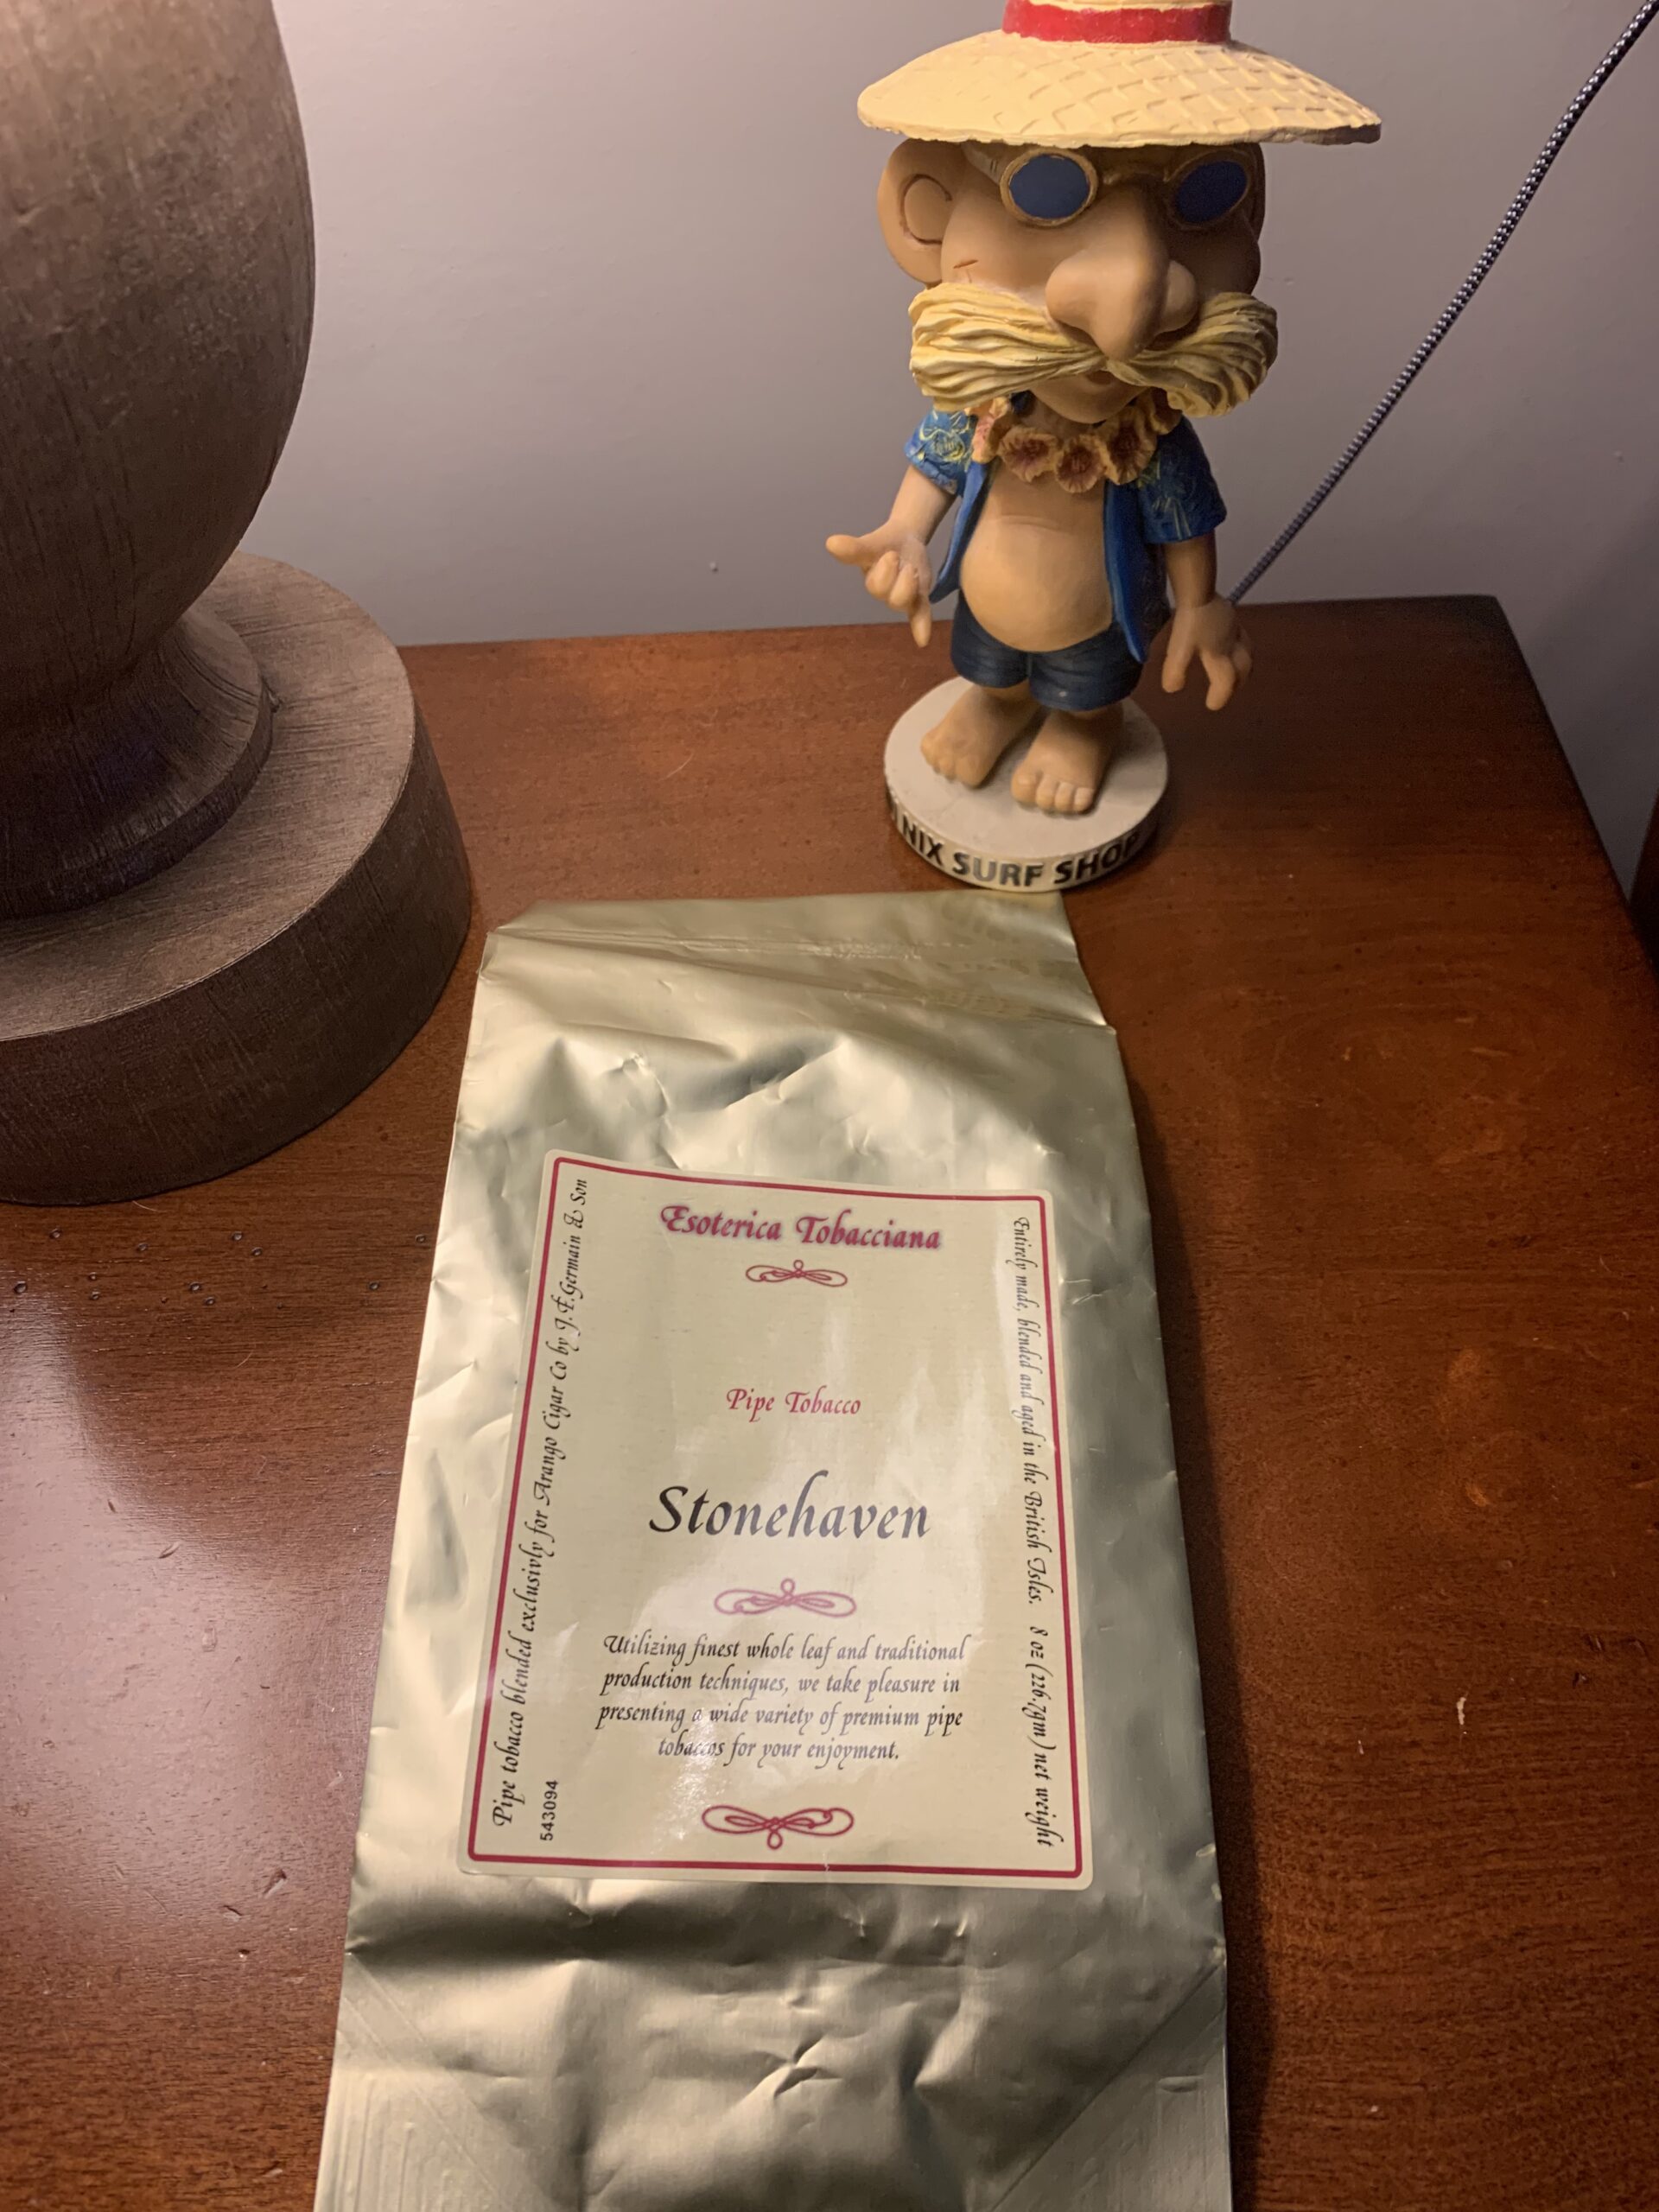 NIX SURF SHOP
Esoterica Tobacciana
Pipe Tobacco
Stonehaven
Utilizing finest whole leaf and traditional
production techniques, we take pleasure in
presenting a wide variety of premium pipe
tobaccos for your enjoyment.
Pipe tobacco blended exclusivly for Arango Cigar Co by J.F.Germain & Son
543094
Entirely made, blended and aged in the British Isles. 8 oz (226.7gm) net weight